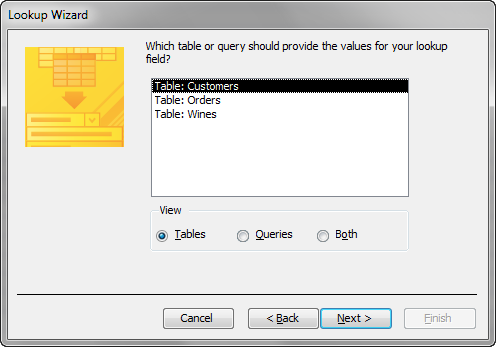 Lookup Wizard
Which table or query should provide the values for your lookup
field?
Table: Customers
Table: Orders
Table: Wines
View
Tables Queries Both
Cancel < Back Next > Finish